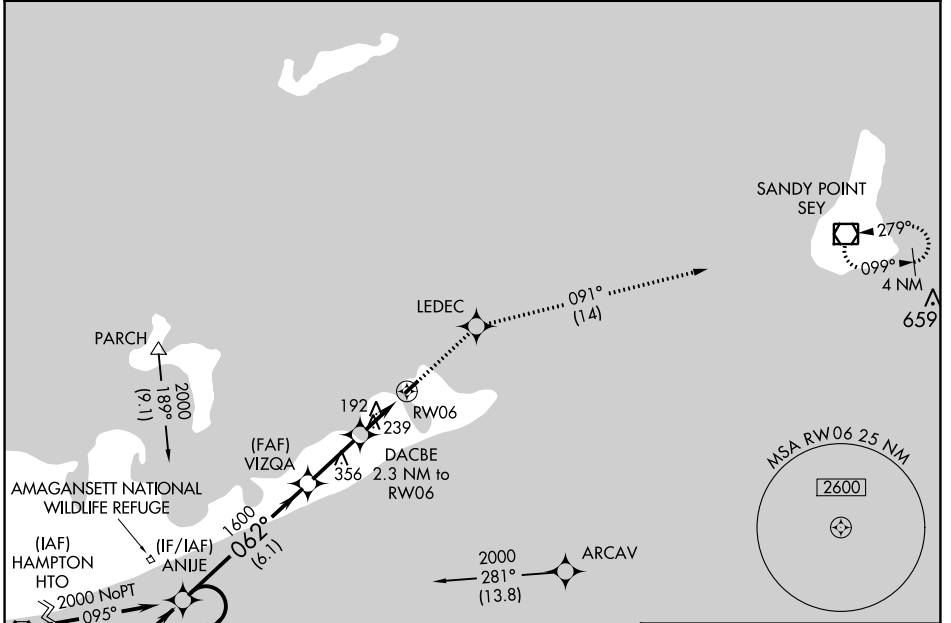 SANDY POINT
SEY
279°
099°
4 NM
659
LEDEC
091°
(14)
PARCH
2000
189°
(9.1)
192
239
RW06
(FAF)
VIZQA
356
DACBE
2.3 NM to
RW06
MSA RW06 25 NM
2600
AMAGANSETT NATIONAL
WILDLIFE REFUGE
1600
062°
(6.1)
(IAF)
HAMPTON
HTO
(IF/IAF)
ANIJE
2000 NoPT
095°
2000
281°
(13.8)
ARCAV